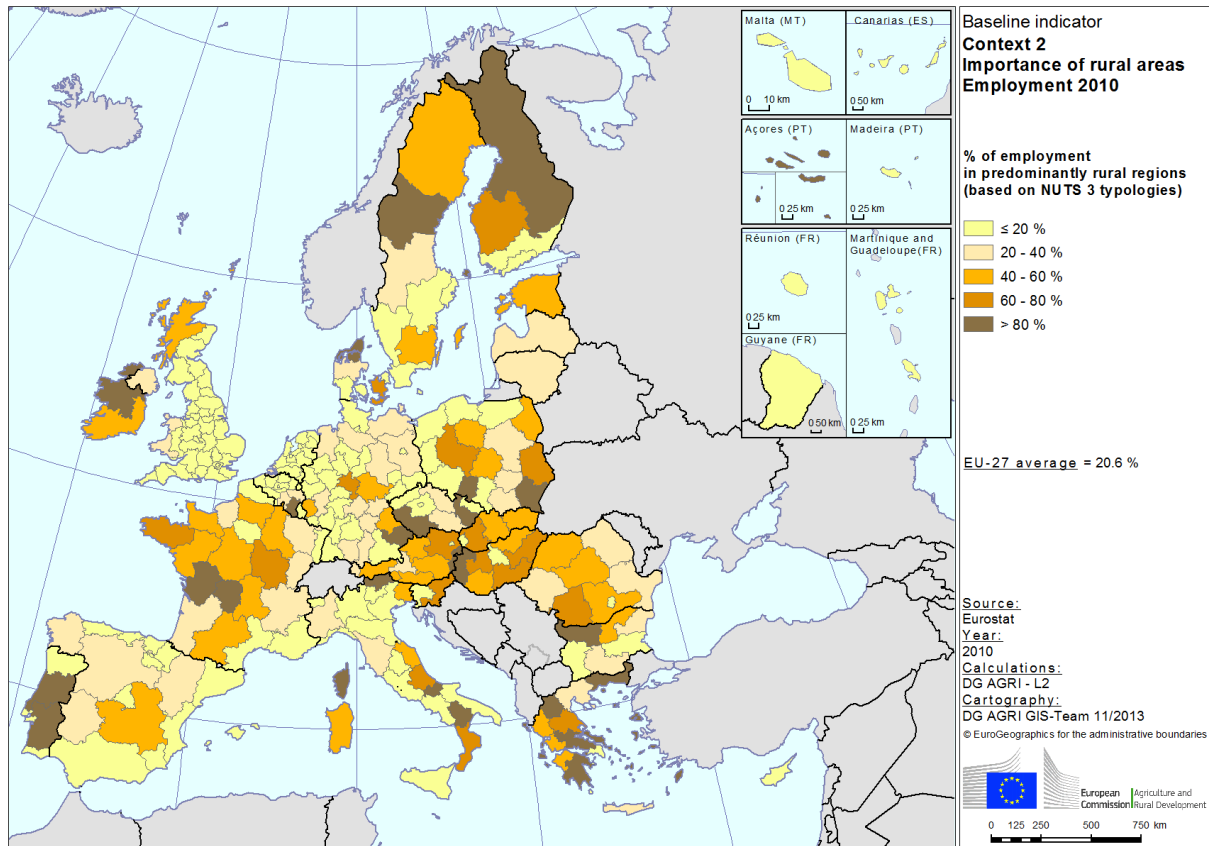 Malta (MT)
0 10 km
Canarias (ES)
0 50 km
Açores (PT)
0 25 km
Madeira (PT)
0 25 km
Réunion (FR)
0 25 km
Martinique and
Guadeloupe(FR)
0 25 km
Guyane (FR)
0 50 km
Baseline indicator
Context 2
Importance of rural areas
Employment 2010
% of employment
in predominantly rural regions
(based on NUTS 3 typologies)
≤ 20 %
20 - 40 %
40 - 60 %
60 - 80 %
> 80 %
EU-27 average = 20.6 %
Source:
Eurostat
Year:
2010
Calculations:
DG AGRI - L2
Cartography:
DG AGRI GIS-Team 11/2013
© EuroGeographics for the administrative boundaries
European
Commission
Agriculture and
Rural Development
0 125 250 500 750 km